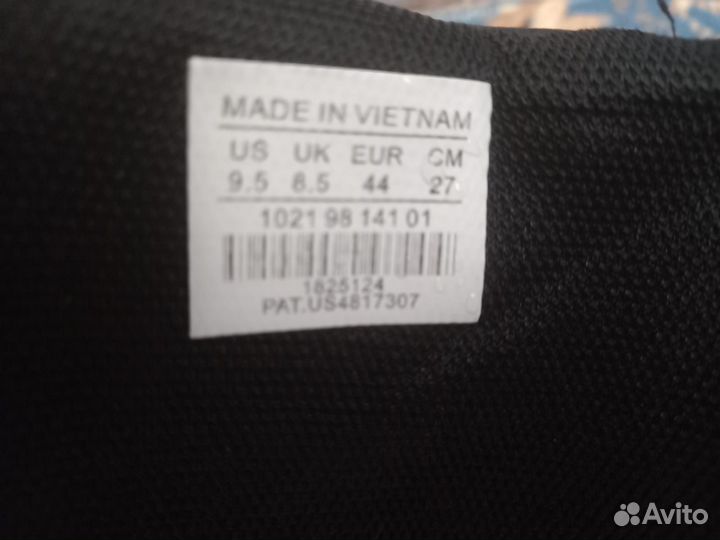 MADE IN VIETNAM
US UK EUR CM
9.5 8.5 44 27
1021 98 141 01
1825124
PAT.US4817307
Avito